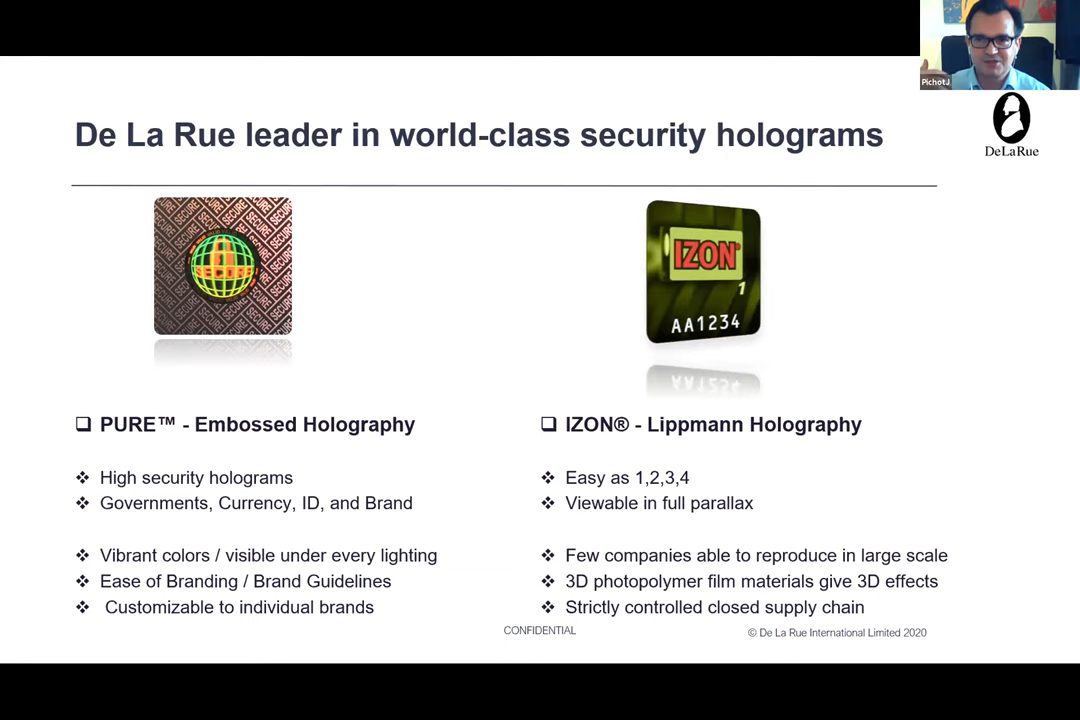 PichotJ
De La Rue leader in world-class security holograms
DeLaRue
SECURE
IZON®
1
AA1234
❑ PURE™ - Embossed Holography
❖ High security holograms
❖ Governments, Currency, ID, and Brand
❖ Vibrant colors / visible under every lighting
❖ Ease of Branding / Brand Guidelines
❖ Customizable to individual brands
❑ IZON® - Lippmann Holography
❖ Easy as 1,2,3,4
❖ Viewable in full parallax
❖ Few companies able to reproduce in large scale
❖ 3D photopolymer film materials give 3D effects
❖ Strictly controlled closed supply chain
CONFIDENTIAL
© De La Rue International Limited 2020